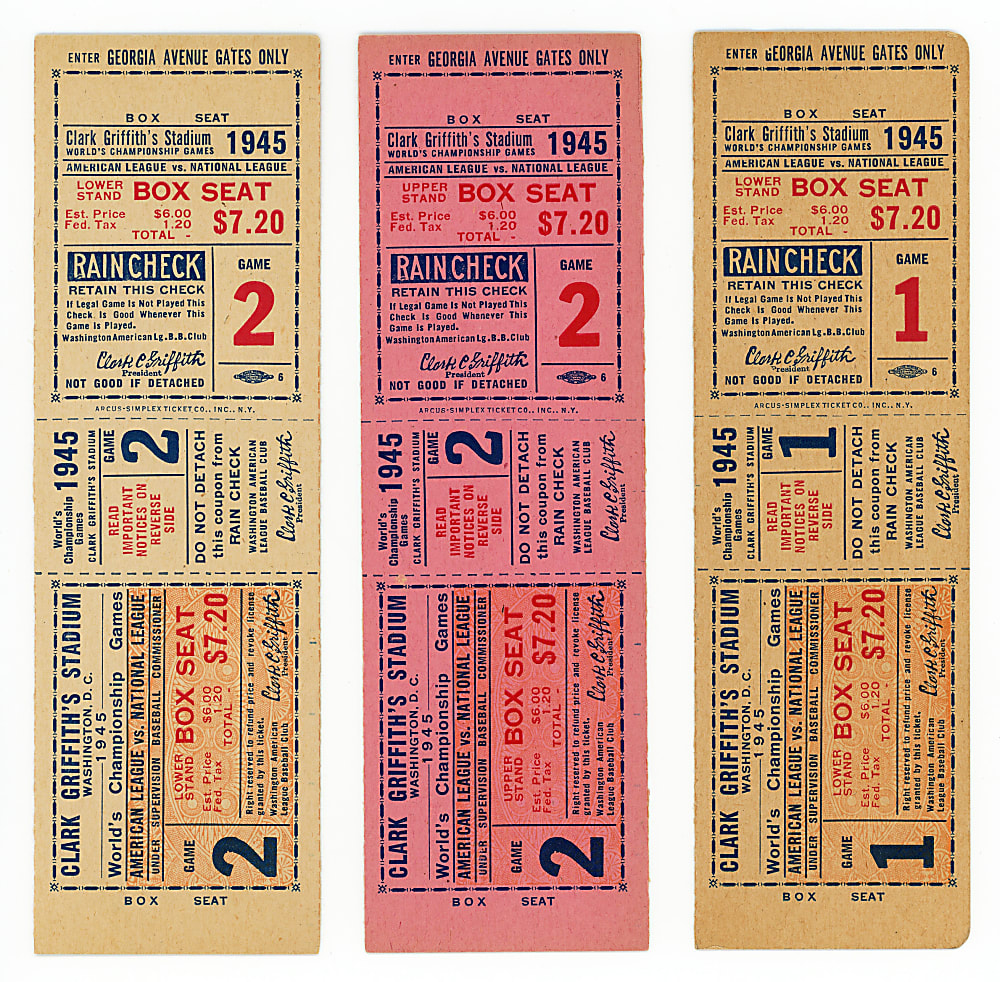 ENTER GEORGIA AVENUE GATES ONLY
BOX SEAT
Clark Griffith's Stadium 1945
WORLD'S CHAMPIONSHIP GAMES
AMERICAN LEAGUE vs. NATIONAL LEAGUE
LOWER STAND BOX SEAT
Est. Price $6.00
Fed. Tax 1.20
TOTAL - $7.20
RAIN CHECK
RETAIN THIS CHECK
If Legal Game Is Not Played This
Check Is Good Whenever This
Game Is Played.
Washington American Lg. B.B. Club
Clark C Griffith
President
NOT GOOD IF DETACHED
GAME
2
6
ARCUS-SIMPLEX TICKET CO., INC., N.Y.
World's
Championship 1945
Games
CLARK GRIFFITH'S STADIUM
GAME 2
READ
IMPORTANT
NOTICES ON
REVERSE
SIDE
DO NOT DETACH
this coupon from
RAIN CHECK
WASHINGTON AMERICAN
LEAGUE BASEBALL CLUB
Clark C Griffith
President
CLARK GRIFFITH'S STADIUM
WASHINGTON, D. C.
1945
World's Championship Games
AMERICAN LEAGUE VS. NATIONAL LEAGUE
UNDER SUPERVISION BASEBALL COMMISSIONER
LOWER STAND BOX SEAT
Est. Price $6.00
Fed. Tax 1.20
TOTAL - $7.20
Right reserved to refund price and revoke license
granted by this ticket.
Washington American
League Baseball Club
Clark C Griffith
President
GAME 2
BOX SEAT
ENTER GEORGIA AVENUE GATES ONLY
BOX SEAT
Clark Griffith's Stadium 1945
WORLD'S CHAMPIONSHIP GAMES
AMERICAN LEAGUE vs. NATIONAL LEAGUE
UPPER STAND BOX SEAT
Est. Price $6.00
Fed. Tax 1.20
TOTAL - $7.20
RAIN CHECK
RETAIN THIS CHECK
If Legal Game Is Not Played This
Check Is Good Whenever This
Game Is Played.
Washington American Lg. B.B. Club
Clark C Griffith
President
NOT GOOD IF DETACHED
GAME
2
6
ARCUS-SIMPLEX TICKET CO., INC., N.Y.
World's
Championship 1945
Games
CLARK GRIFFITH'S STADIUM
GAME 2
READ
IMPORTANT
NOTICES ON
REVERSE
SIDE
DO NOT DETACH
this coupon from
RAIN CHECK
WASHINGTON AMERICAN
LEAGUE BASEBALL CLUB
Clark C Griffith
President
CLARK GRIFFITH'S STADIUM
WASHINGTON, D. C.
1945
World's Championship Games
AMERICAN LEAGUE VS. NATIONAL LEAGUE
UNDER SUPERVISION BASEBALL COMMISSIONER
UPPER STAND BOX SEAT
Est. Price $6.00
Fed. Tax 1.20
TOTAL - $7.20
Right reserved to refund price and revoke license
granted by this ticket.
Washington American
League Baseball Club
Clark C Griffith
President
GAME 2
BOX SEAT
ENTER GEORGIA AVENUE GATES ONLY
BOX SEAT
Clark Griffith's Stadium 1945
WORLD'S CHAMPIONSHIP GAMES
AMERICAN LEAGUE vs. NATIONAL LEAGUE
LOWER STAND BOX SEAT
Est. Price $6.00
Fed. Tax 1.20
TOTAL - $7.20
RAIN CHECK
RETAIN THIS CHECK
If Legal Game Is Not Played This
Check Is Good Whenever This
Game Is Played.
Washington American Lg. B.B. Club
Clark C Griffith
President
NOT GOOD IF DETACHED
GAME
1
6
ARCUS-SIMPLEX TICKET CO., INC., N.Y.
World's
Championship 1945
Games
CLARK GRIFFITH'S STADIUM
GAME 1
READ
IMPORTANT
NOTICES ON
REVERSE
SIDE
DO NOT DETACH
this coupon from
RAIN CHECK
WASHINGTON AMERICAN
LEAGUE BASEBALL CLUB
Clark C Griffith
President
CLARK GRIFFITH'S STADIUM
WASHINGTON, D. C.
1945
World's Championship Games
AMERICAN LEAGUE VS. NATIONAL LEAGUE
UNDER SUPERVISION BASEBALL COMMISSIONER
LOWER STAND BOX SEAT
Est. Price $6.00
Fed. Tax 1.20
TOTAL - $7.20
Right reserved to refund price and revoke license
granted by this ticket.
Washington American
League Baseball Club
Clark C Griffith
President
GAME 1
BOX SEAT